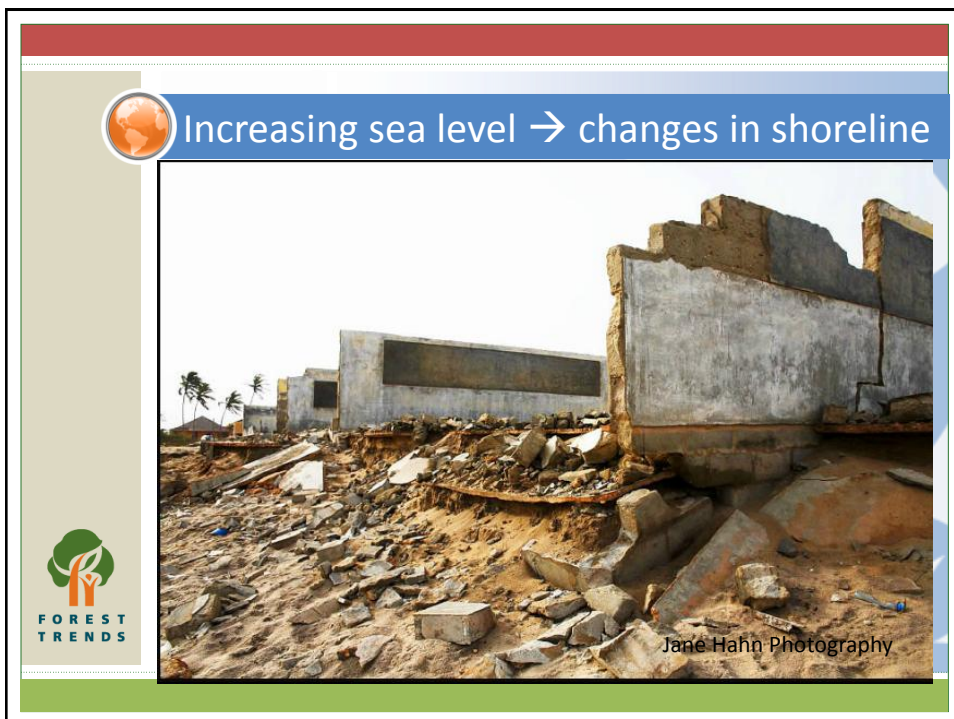 Increasing sea level → changes in shoreline
FOREST
TRENDS
Jane Hahn Photography